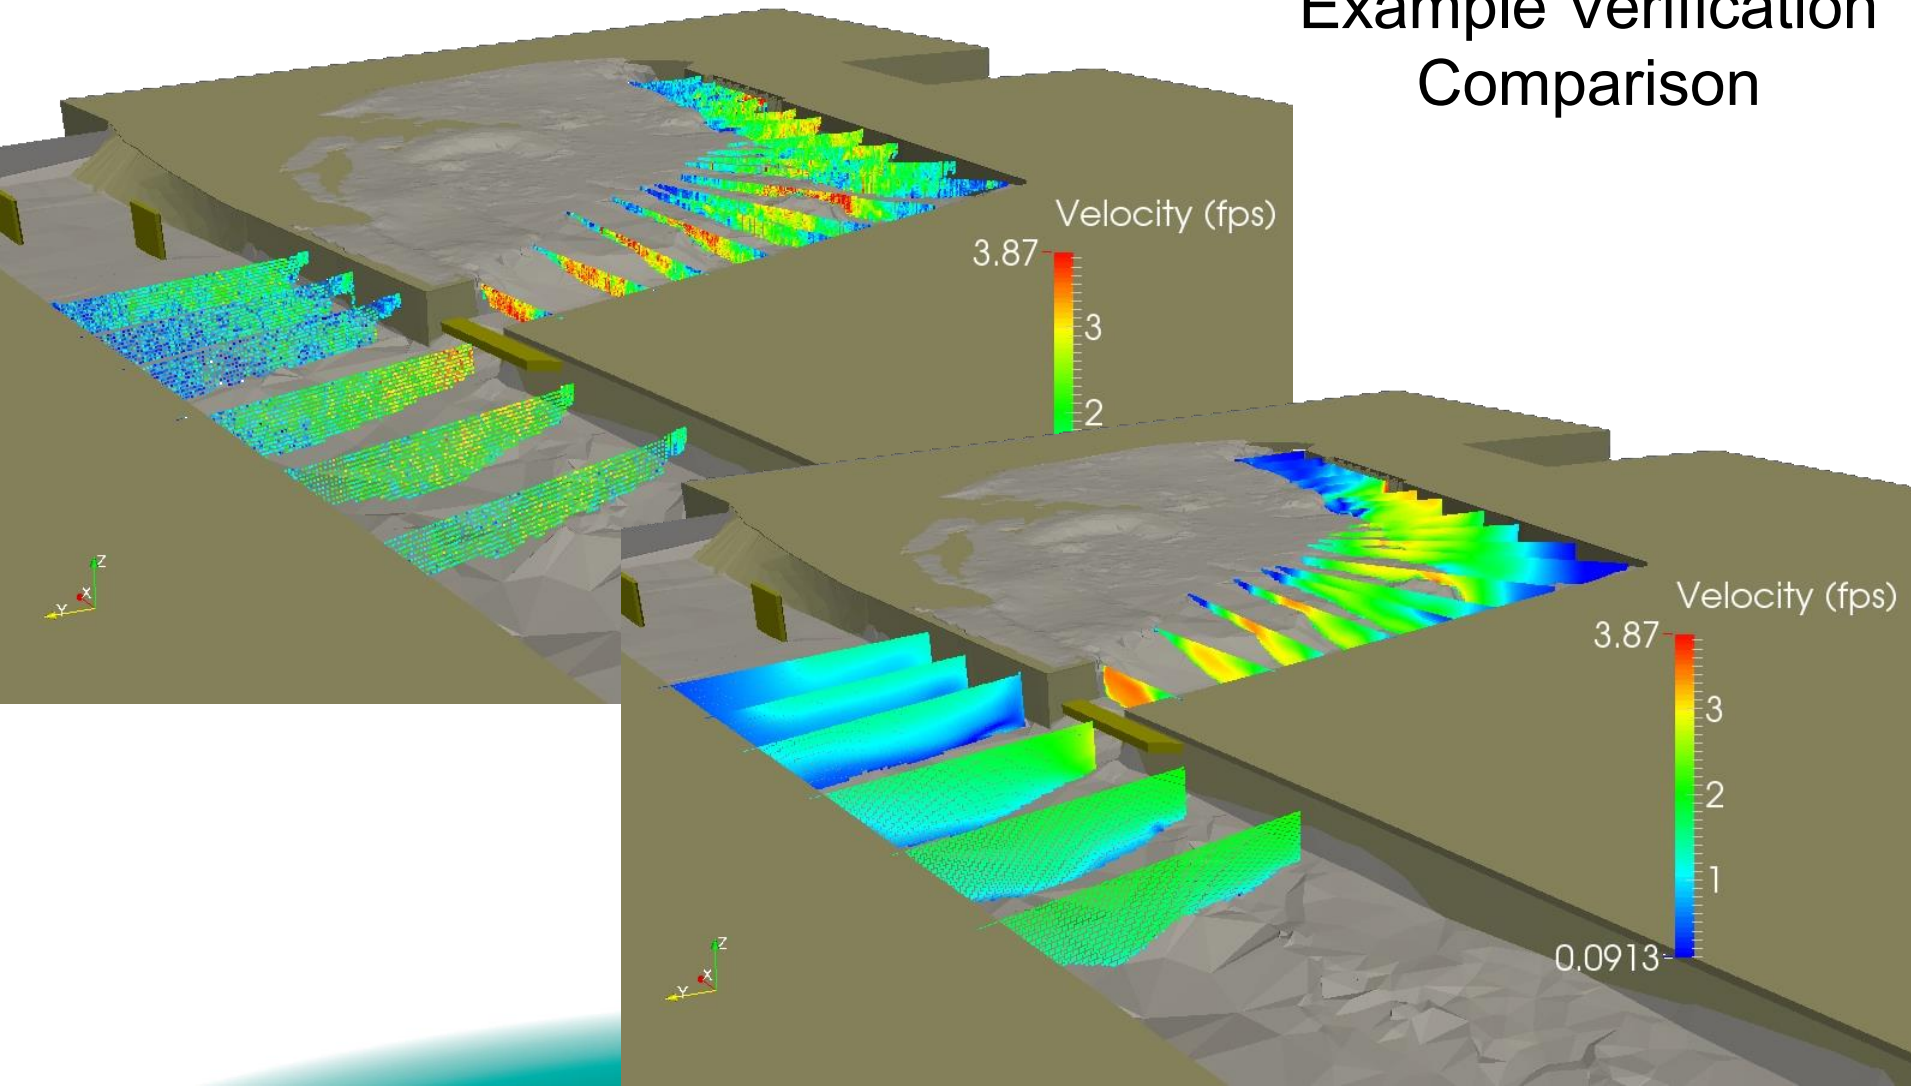 Example Verification
Comparison
Velocity (fps)
3.87
3
2
Z
X
Y
Velocity (fps)
3.87
3
2
1
0.0913
Z
X
Y